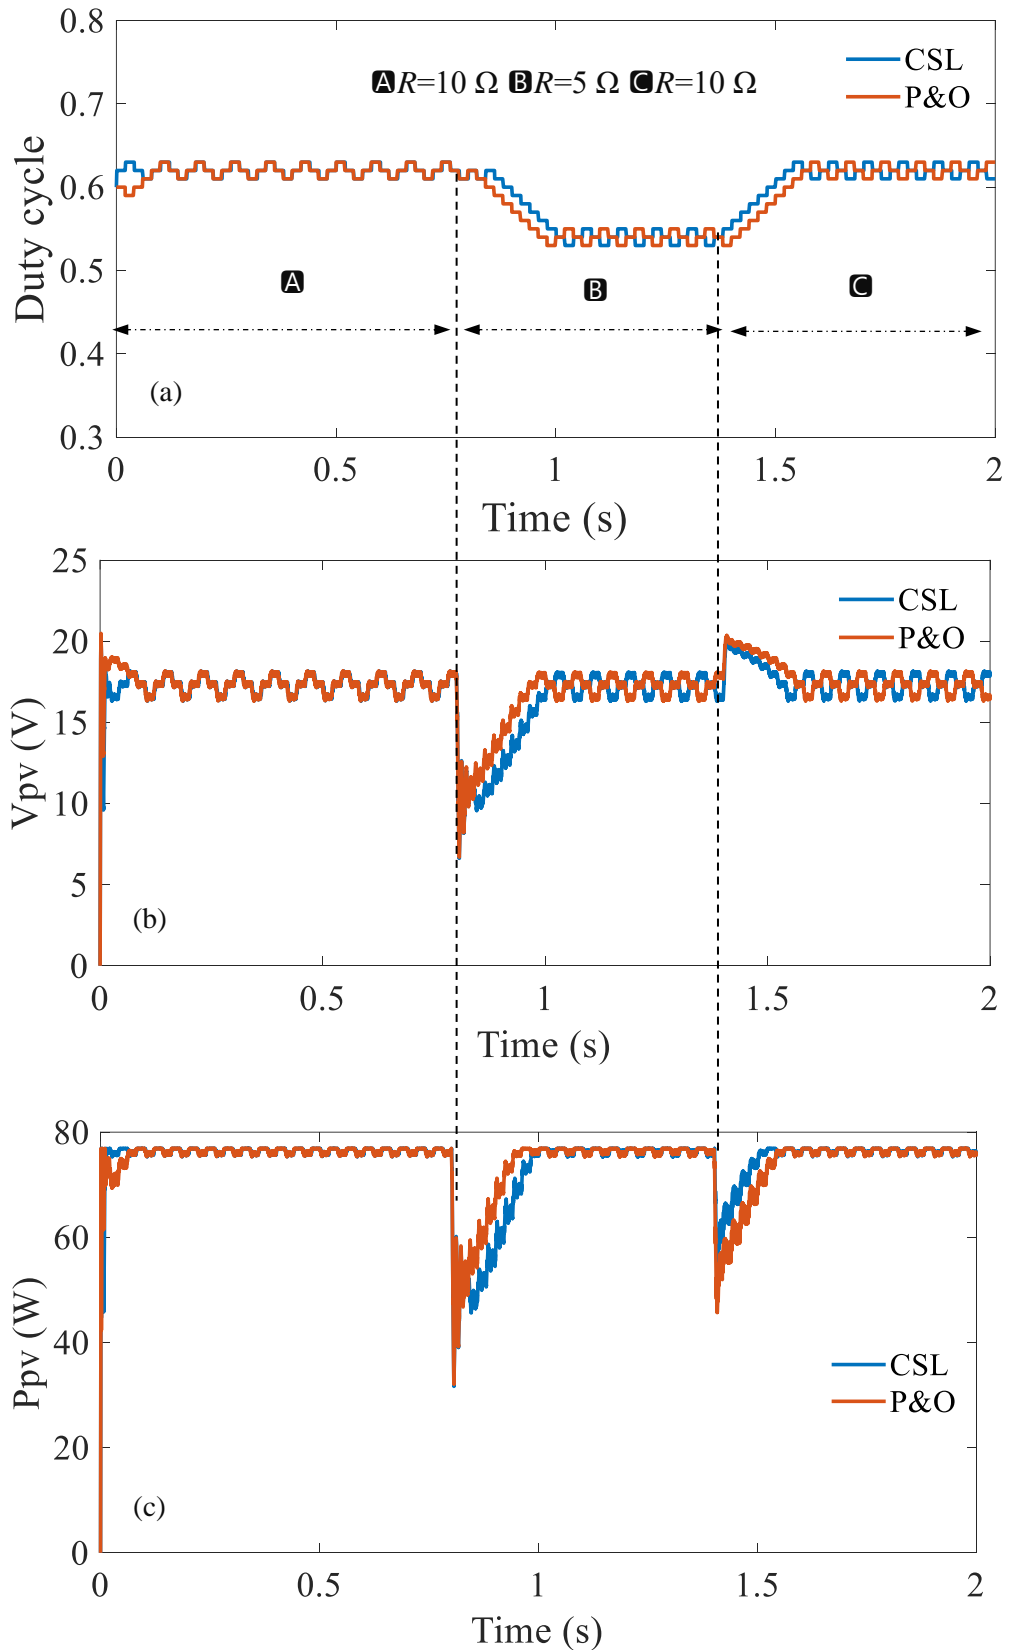 0.8
CSL
A R=10 Ω B R=5 Ω C R=10 Ω
P&O
0.7
0.6
Duty cycle
0.5
A
B
C
0.4
(a)
0.3
0 0.5 1 1.5 2
Time (s)
25
CSL
P&O
20
15
Vpv (V)
10
5
(b)
0
0 0.5 1 1.5 2
Time (s)
80
60
Ppv (W)
40
CSL
P&O
20
(c)
0
0 0.5 1 1.5 2
Time (s)